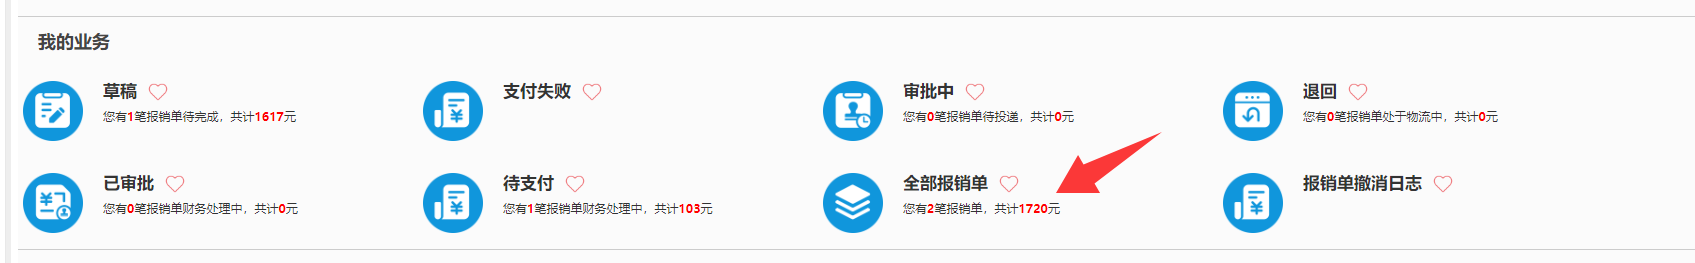 我的业务
草稿
您有1笔报销单待完成，共计1617元
支付失败
审批中
您有0笔报销单待投递，共计0元
退回
您有0笔报销单处于物流中，共计0元
已审批
您有0笔报销单财务处理中，共计0元
待支付
您有1笔报销单财务处理中，共计103元
全部报销单
您有2笔报销单，共计1720元
报销单撤消日志